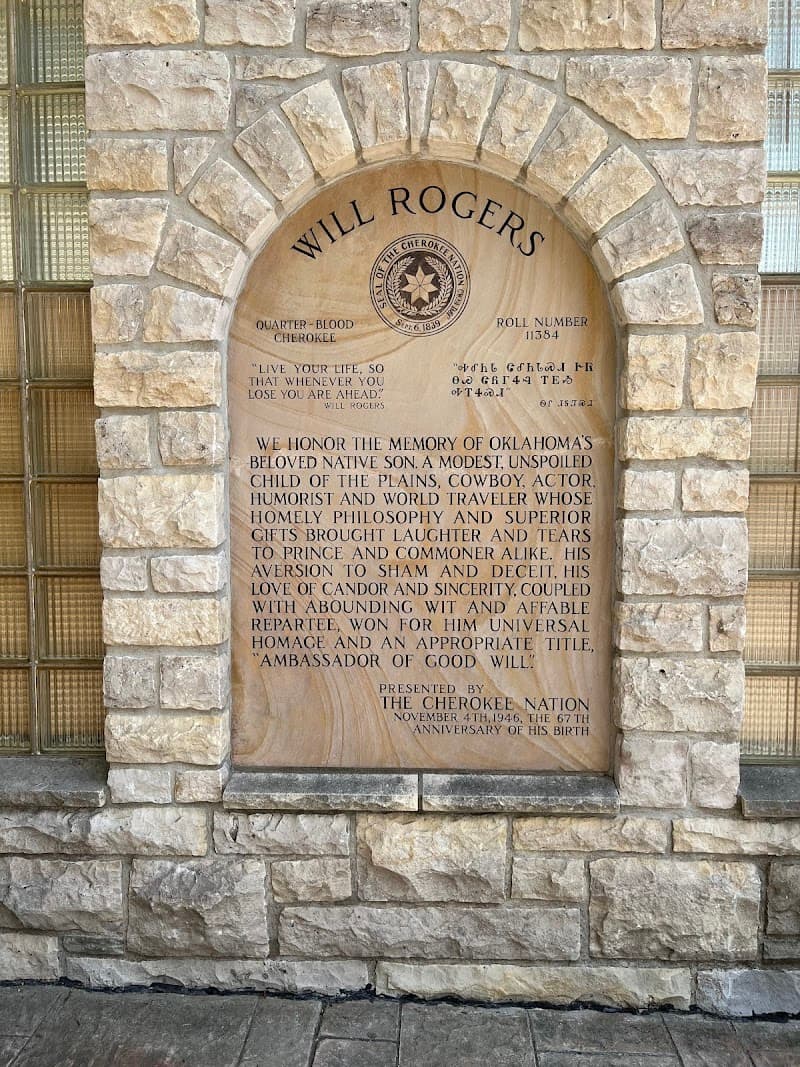 WILL ROGERS
SEAL OF THE CHEROKEE NATION
SEPT. 6, 1839
QUARTER-BLOOD
CHEROKEE
ROLL NUMBER
11384
"LIVE YOUR LIFE, SO
THAT WHENEVER YOU
LOSE YOU ARE AHEAD."
WILL ROGERS
WE HONOR THE MEMORY OF OKLAHOMA'S
BELOVED NATIVE SON. A MODEST, UNSPOILED
CHILD OF THE PLAINS, COWBOY, ACTOR,
HUMORIST AND WORLD TRAVELER WHOSE
HOMELY PHILOSOPHY AND SUPERIOR
GIFTS BROUGHT LAUGHTER AND TEARS
TO PRINCE AND COMMONER ALIKE. HIS
AVERSION TO SHAM AND DECEIT, HIS
LOVE OF CANDOR AND SINCERITY, COUPLED
WITH ABOUNDING WIT AND AFFABLE
REPARTEE, WON FOR HIM UNIVERSAL
HOMAGE AND AN APPROPRIATE TITLE,
"AMBASSADOR OF GOOD WILL."
PRESENTED BY
THE CHEROKEE NATION
NOVEMBER 4TH, 1946, THE 67TH
ANNIVERSARY OF HIS BIRTH